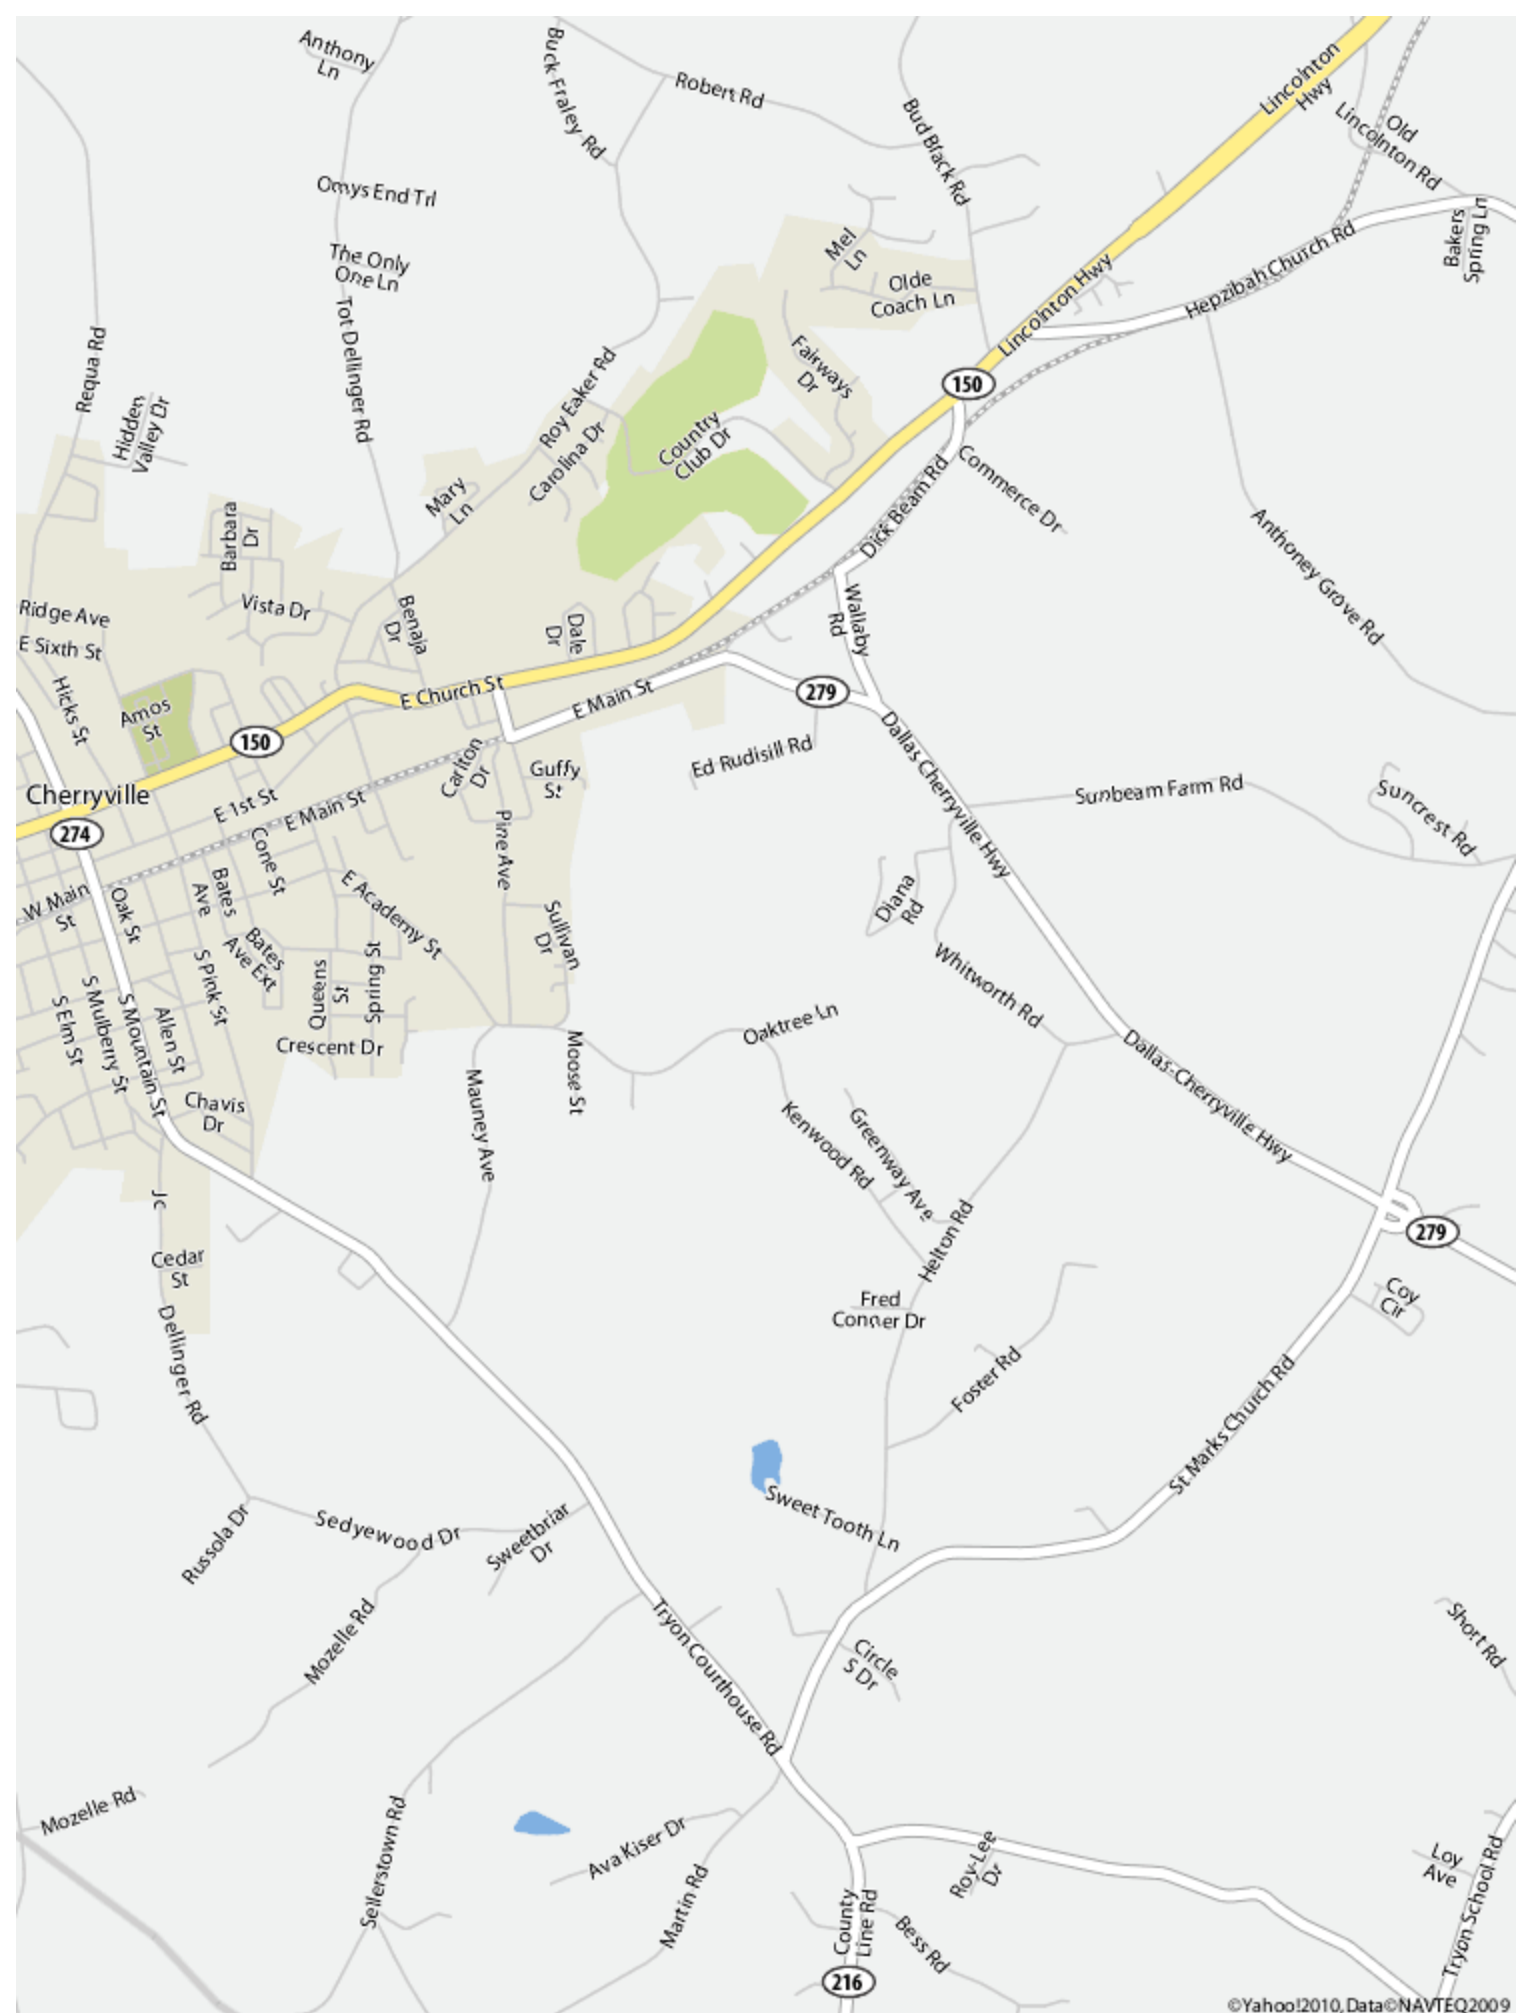 Anthony
Ln
Buck Fraley Rd
Robert Rd
Bud Black Rd
Lincolnton
Hwy
Old
Lincolnton Rd
Omys End Trl
The Only
One Ln
Tot Dellinger Rd
Mel
Ln
Olde
Coach Ln
Lincolnton Hwy
Hepzibah Church Rd
Bakers
Spring Ln
Requa Rd
Hidden
Valley Dr
Roy Eaker Rd
Carolina Dr
Fairways
Dr
150
Country
Club Dr
Mary
Ln
Commerce Dr
Dick Beam Rd
Anthoney Grove Rd
Barbara
Dr
Vista Dr
Ridge Ave
E Sixth St
Benaja
Dr
Dale
Dr
Wallaby
Rd
Hicks St
Amos
St
E Church St
E Main St
279
150
Ed Rudisill Rd
Dallas Cherryville Hwy
Carlton
Dr
Guffy
St
Cherryville
E 1st St
E Main St
Sunbeam Farm Rd
Suncrest Rd
274
Cone St
Pine Ave
Bates
Ave
W Main
St
Oak St
E Academy St
Diana
Rd
Sullivan
Dr
Bates
Ave Ext
Spring St
Queens
St
S Pink St
Whitworth Rd
S Elm St
S Mulberry St
S Mountain St
Allen St
Crescent Dr
Oaktree Ln
Moose St
Dallas-Cherryville Hwy
Chavis
Dr
Mauney Ave
Kenwood Rd
Greenway Ave
Jc
Helton Rd
279
Cedar
St
Fred
Conner Dr
Coy
Cir
Dellinger Rd
Foster Rd
St Marks Church Rd
Sweet Tooth Ln
Russola Dr
Sedyewood Dr
Sweetbriar
Dr
Mozelle Rd
Tryon Courthouse Rd
Circle
S Dr
Short Rd
Mozelle Rd
Sellerstown Rd
Ava Kiser Dr
Martin Rd
Roy-Lee
Dr
Loy
Ave
Tryon School Rd
County
Line Rd
Bess Rd
216
©Yahoo!2010, Data©NAVTEQ2009